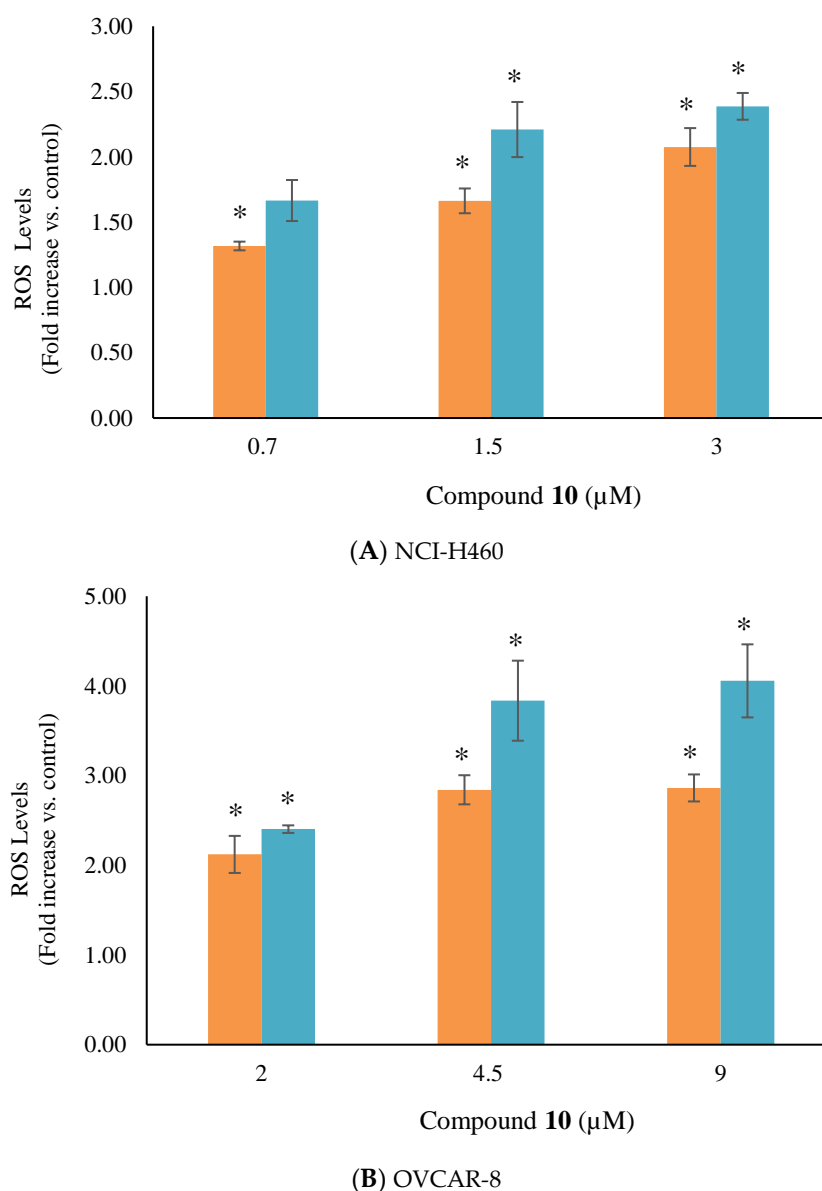 3.00
2.50
2.00
1.50
1.00
0.50
0.00
ROS Levels
(Fold increase vs. control)
* * * * *
0.7 1.5 3
Compound 10 (µM)
(A) NCI-H460
5.00
4.00
3.00
2.00
1.00
0.00
ROS Levels
(Fold increase vs. control)
* * * * * *
2 4.5 9
Compound 10 (µM)
(B) OVCAR-8